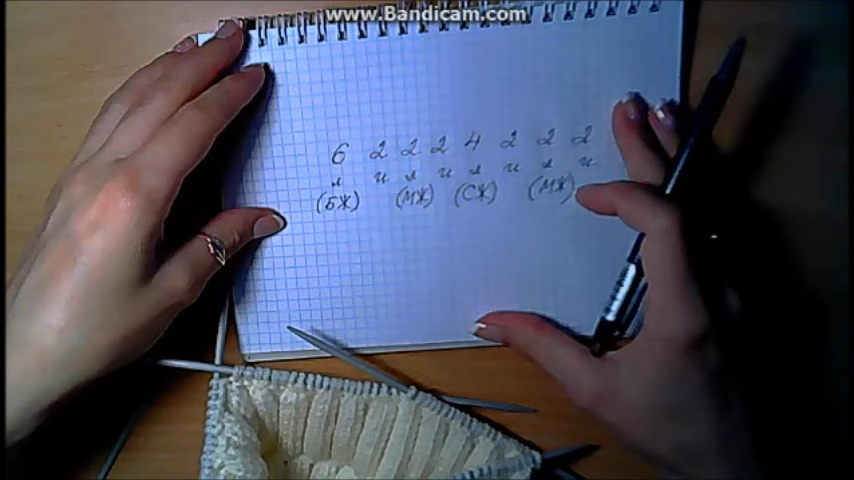 www.Bandicam.com
6 2 2 2 4 2 2 2
л и л и л и л и
(БЖ) (МЖ) (СЖ) (МЖ)